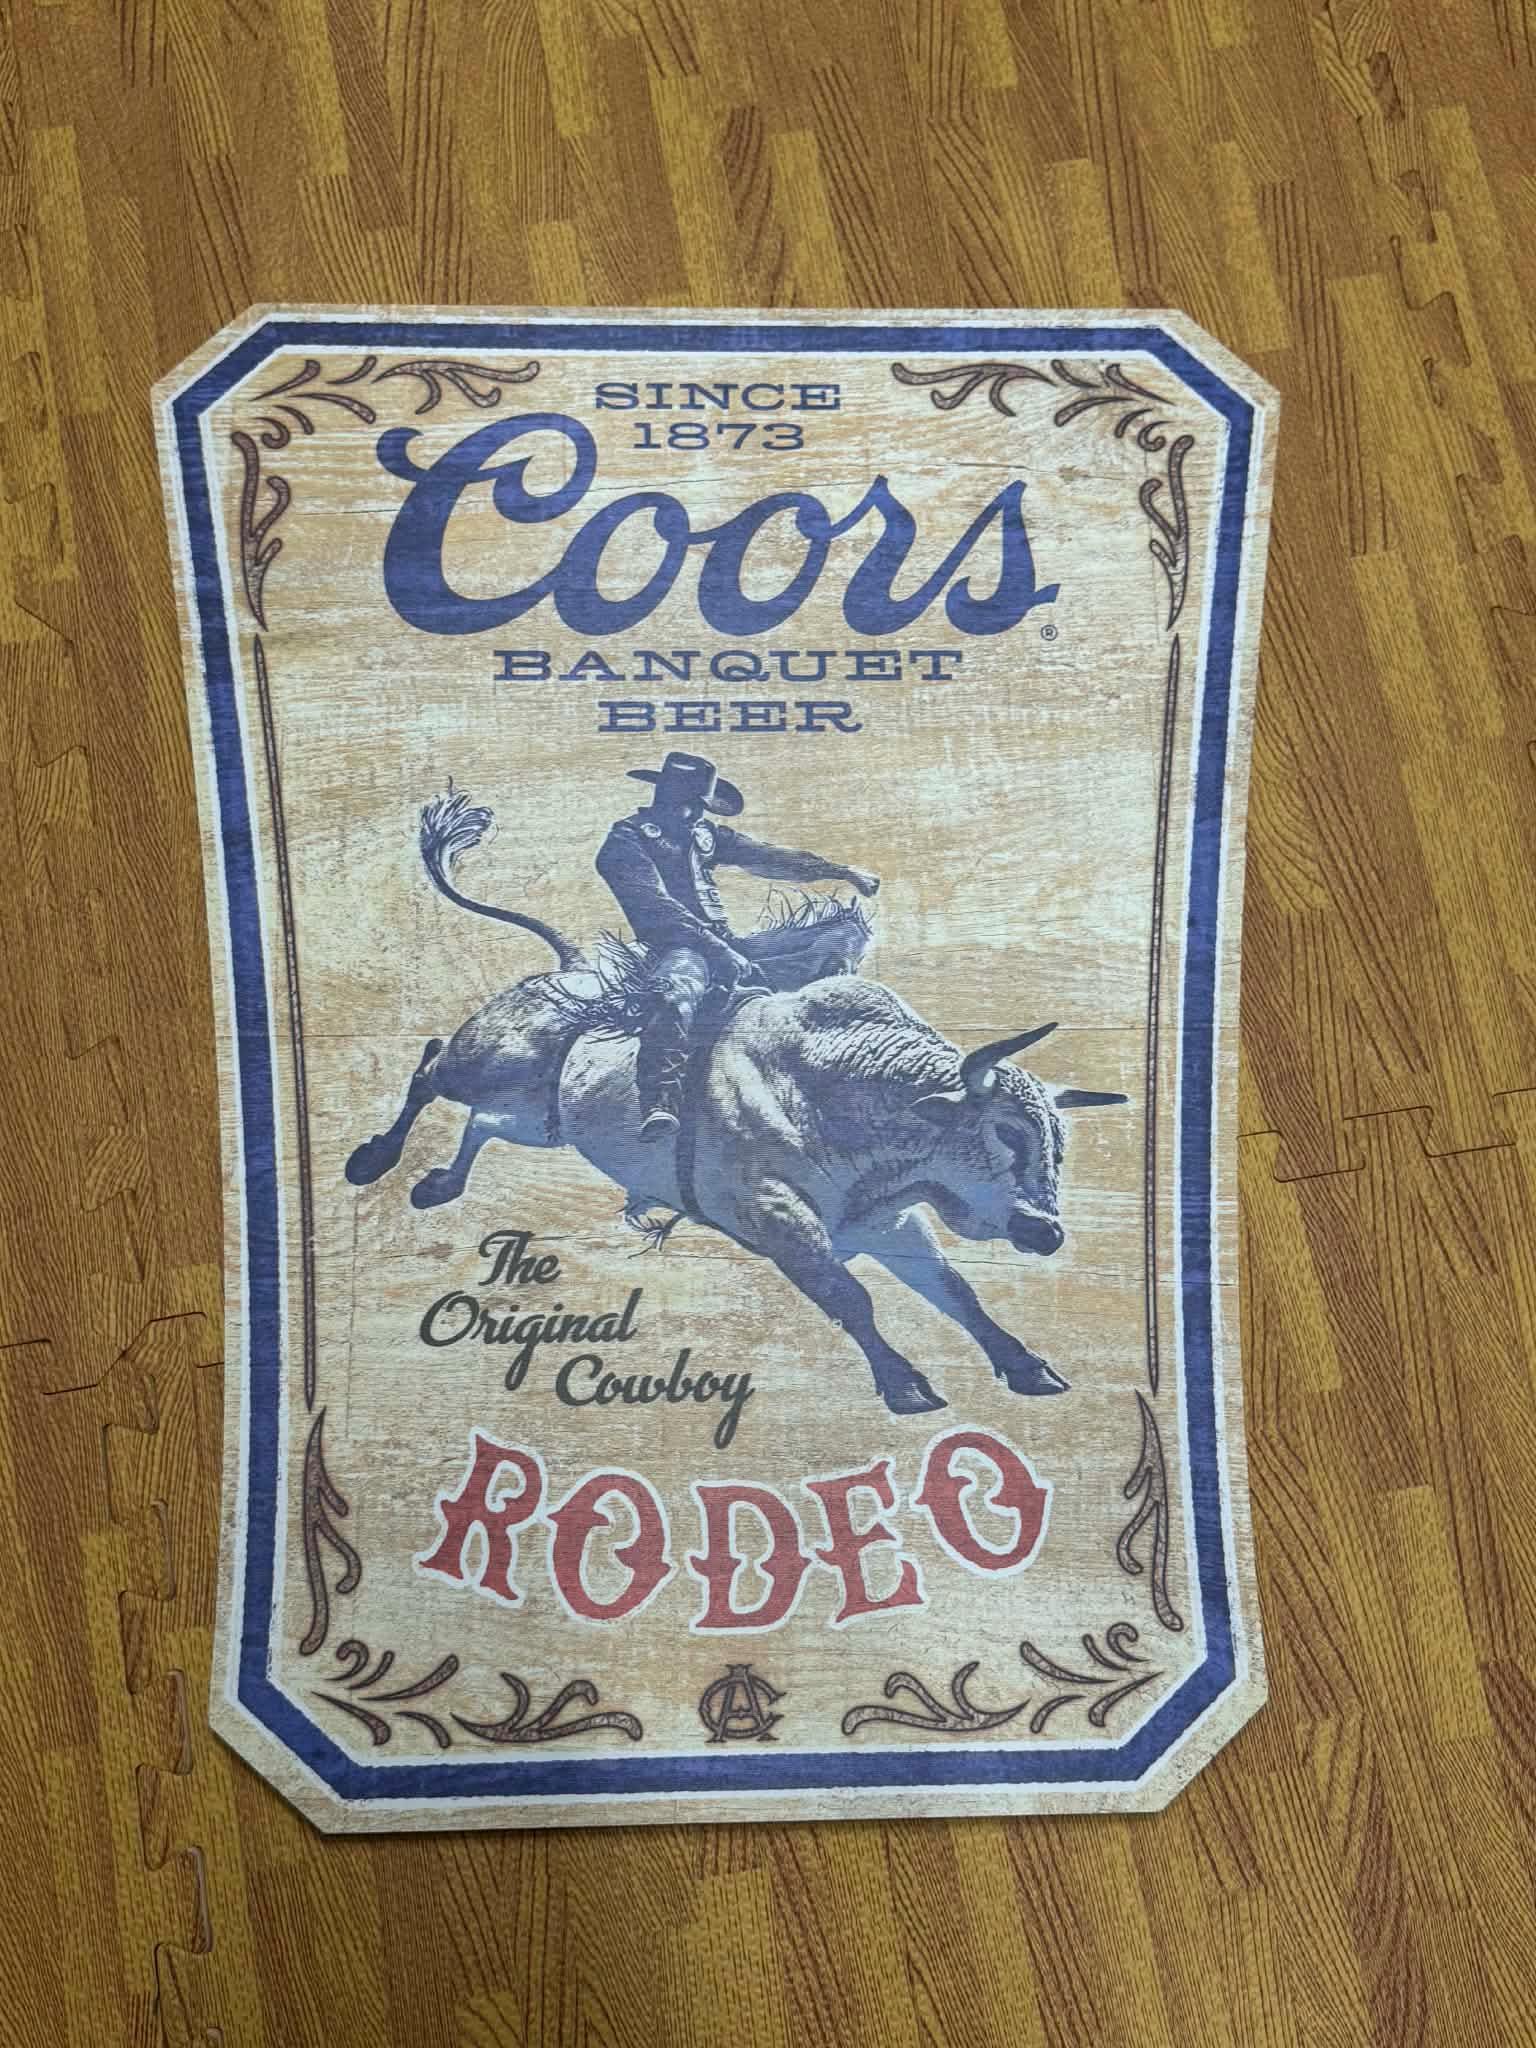 SINCE
1873
Coors®
BANQUET
BEER
The
Original
Cowboy
RODEO